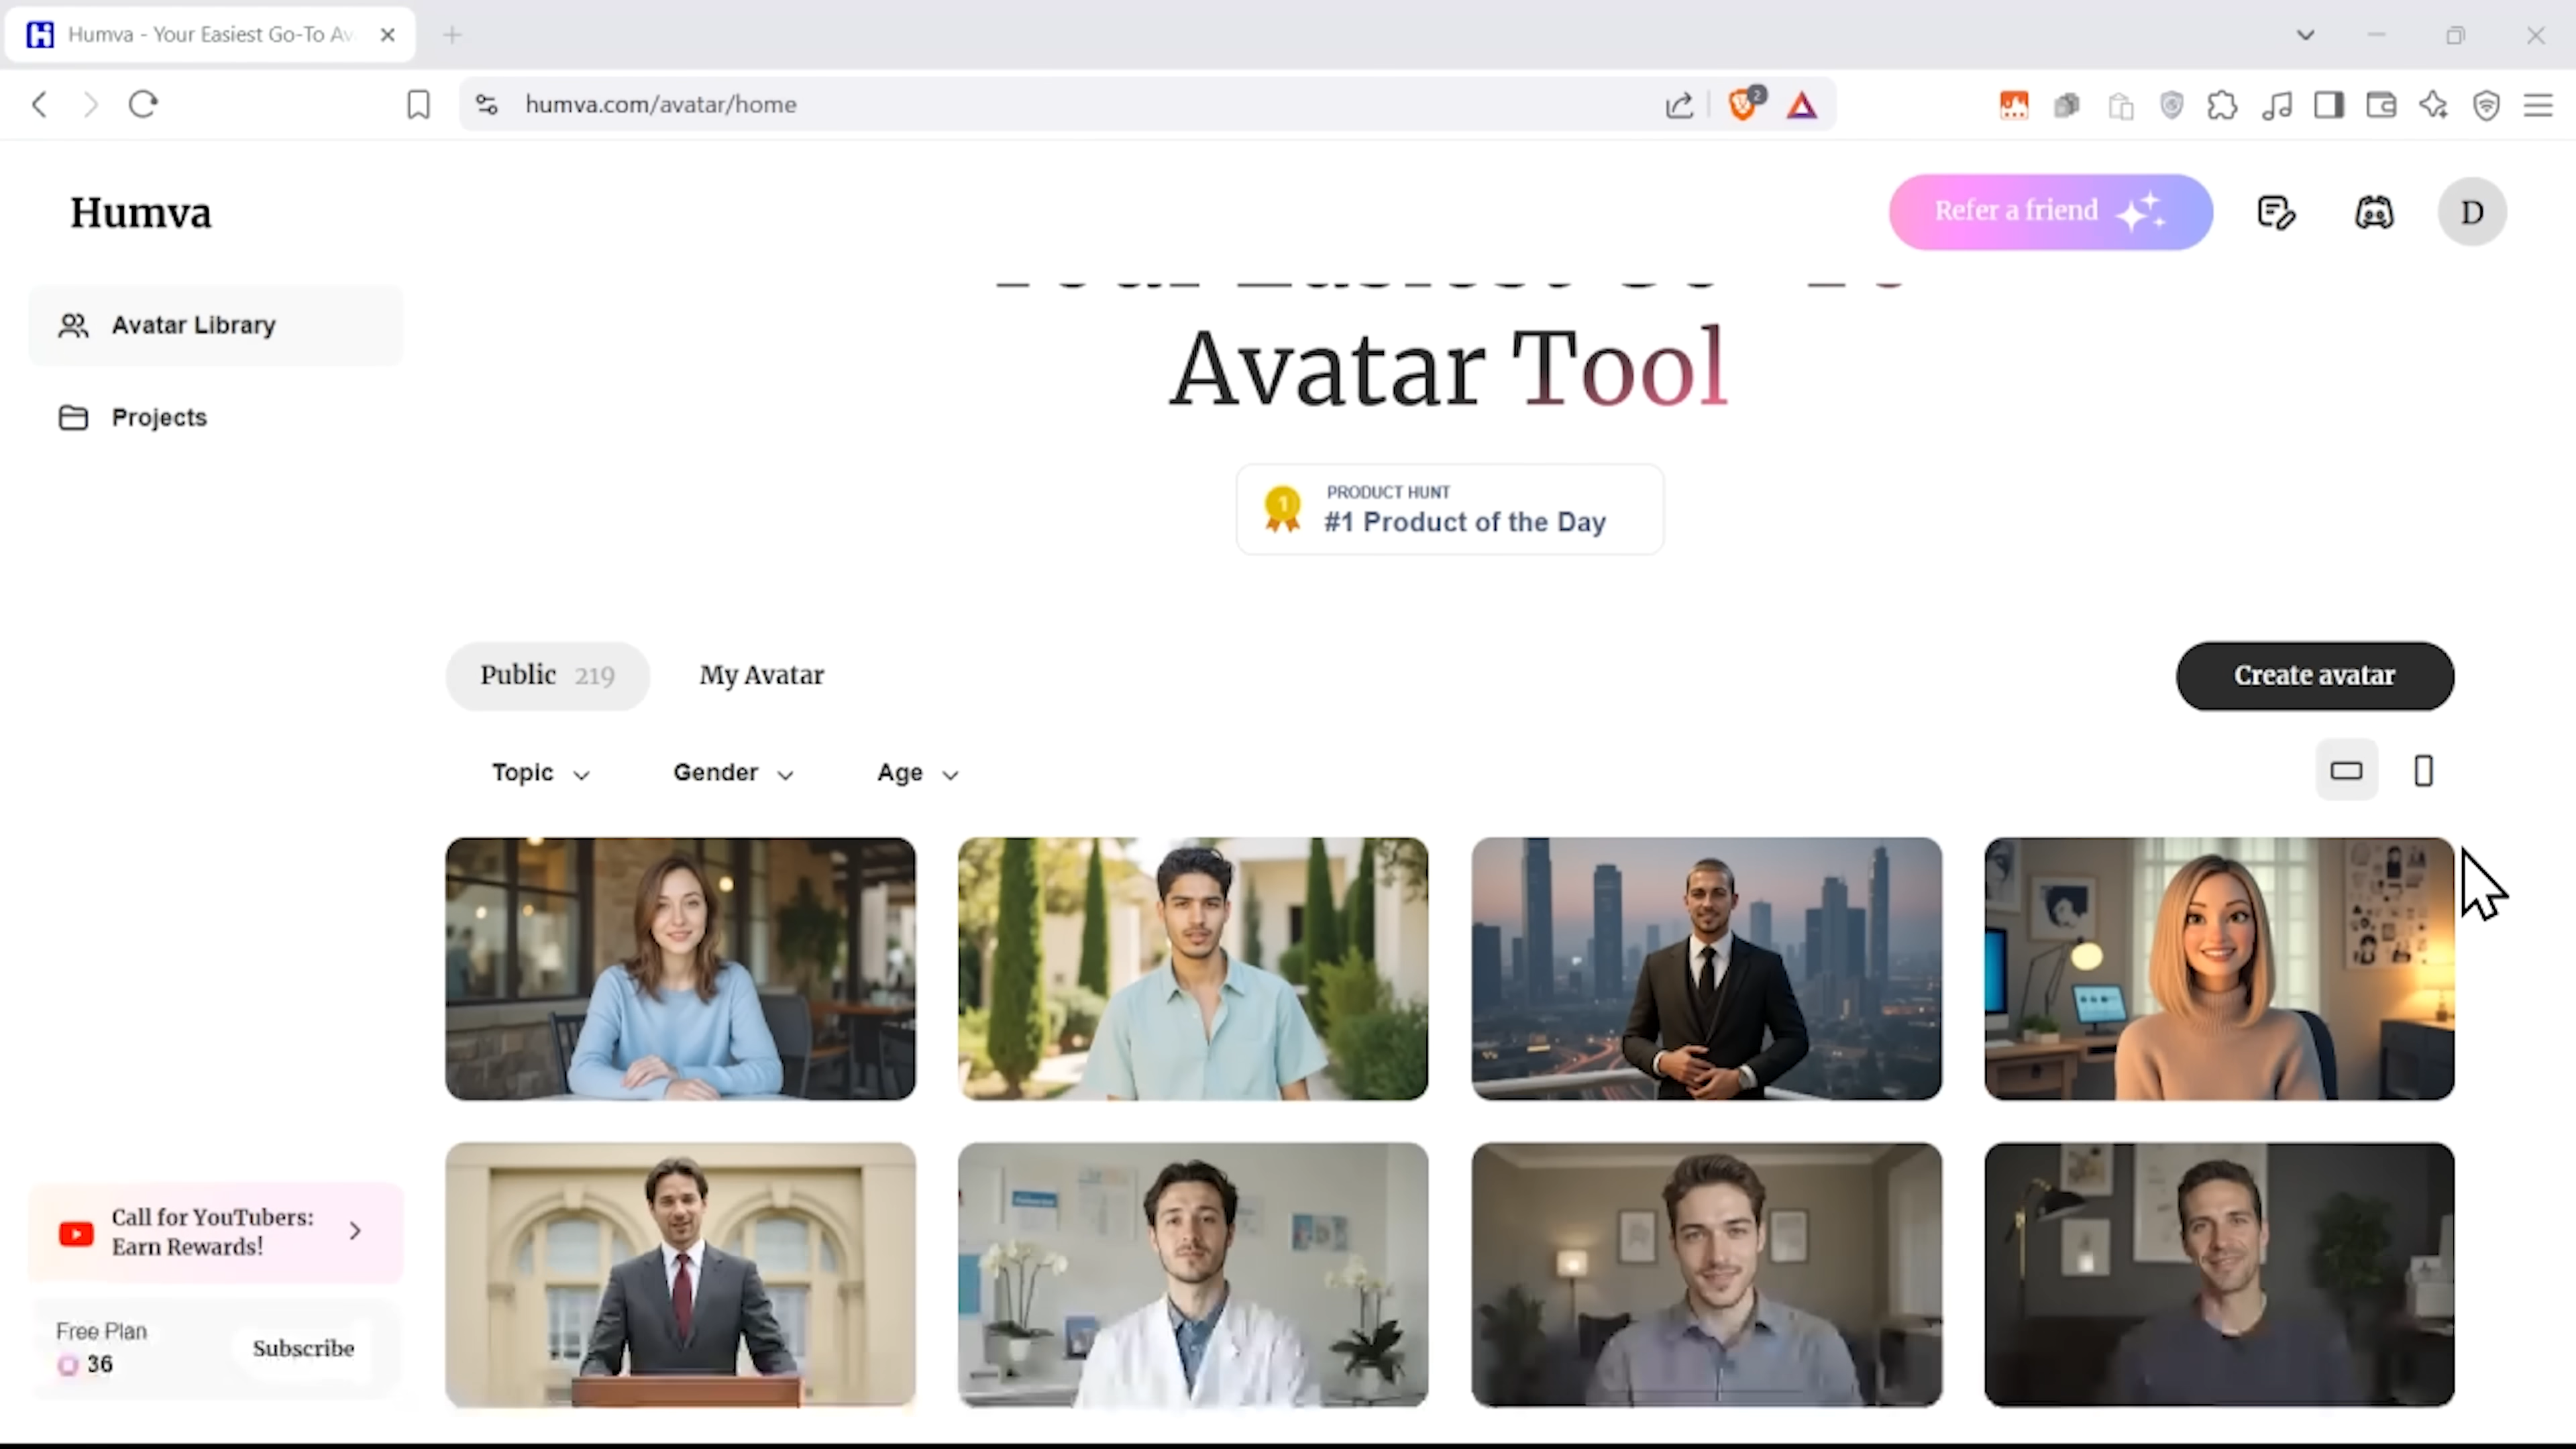 Humva - Your Easiest Go-To Av
humva.com/avatar/home
2
Humva
Refer a friend
D
Avatar Library
Projects
Avatar Tool
1
PRODUCT HUNT
#1 Product of the Day
Public 219
My Avatar
Create avatar
Topic
Gender
Age
Call for YouTubers:
Earn Rewards!
Free Plan
36
Subscribe